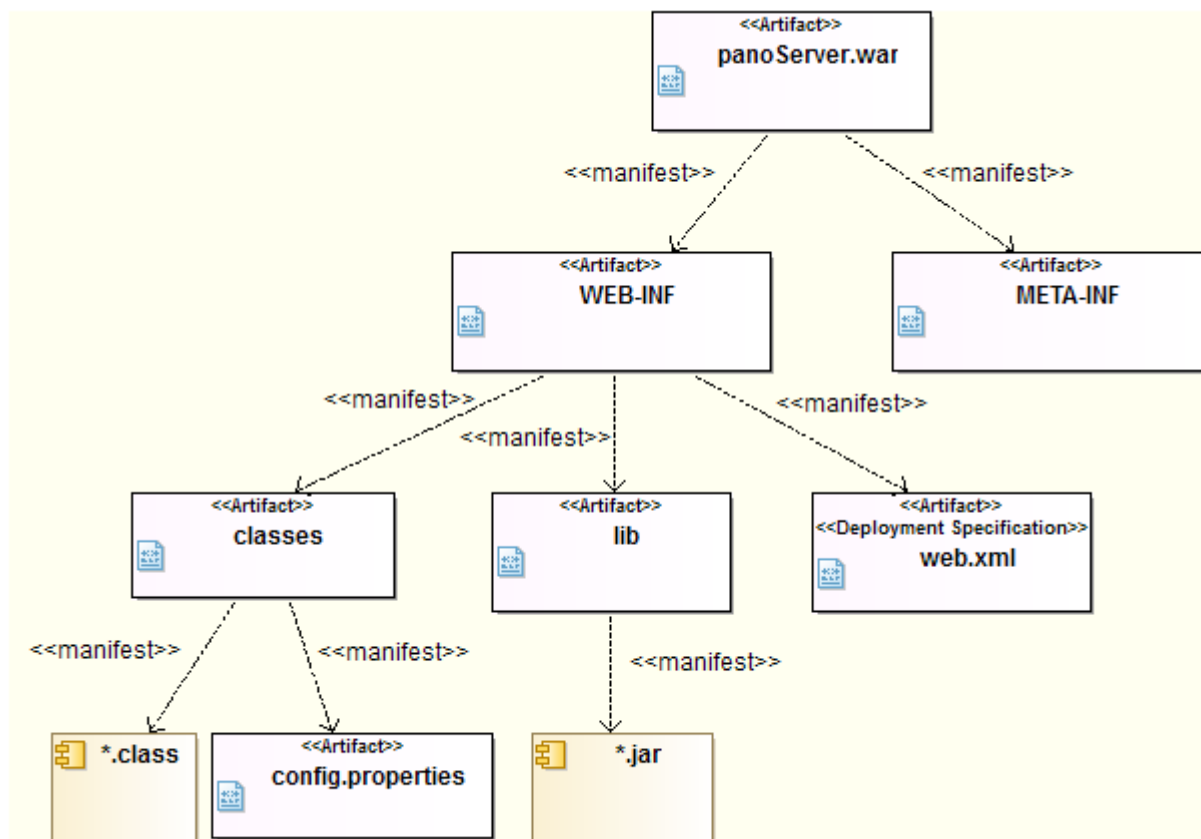 <<Artifact>>
panoServer.war
<<manifest>>
<<manifest>>
<<Artifact>>
WEB-INF
<<Artifact>>
META-INF
<<manifest>>
<<manifest>>
<<manifest>>
<<Artifact>>
classes
<<Artifact>>
lib
<<Artifact>>
<<Deployment Specification>>
web.xml
<<manifest>>
<<manifest>>
<<manifest>>
*.class
<<Artifact>>
config.properties
*.jar